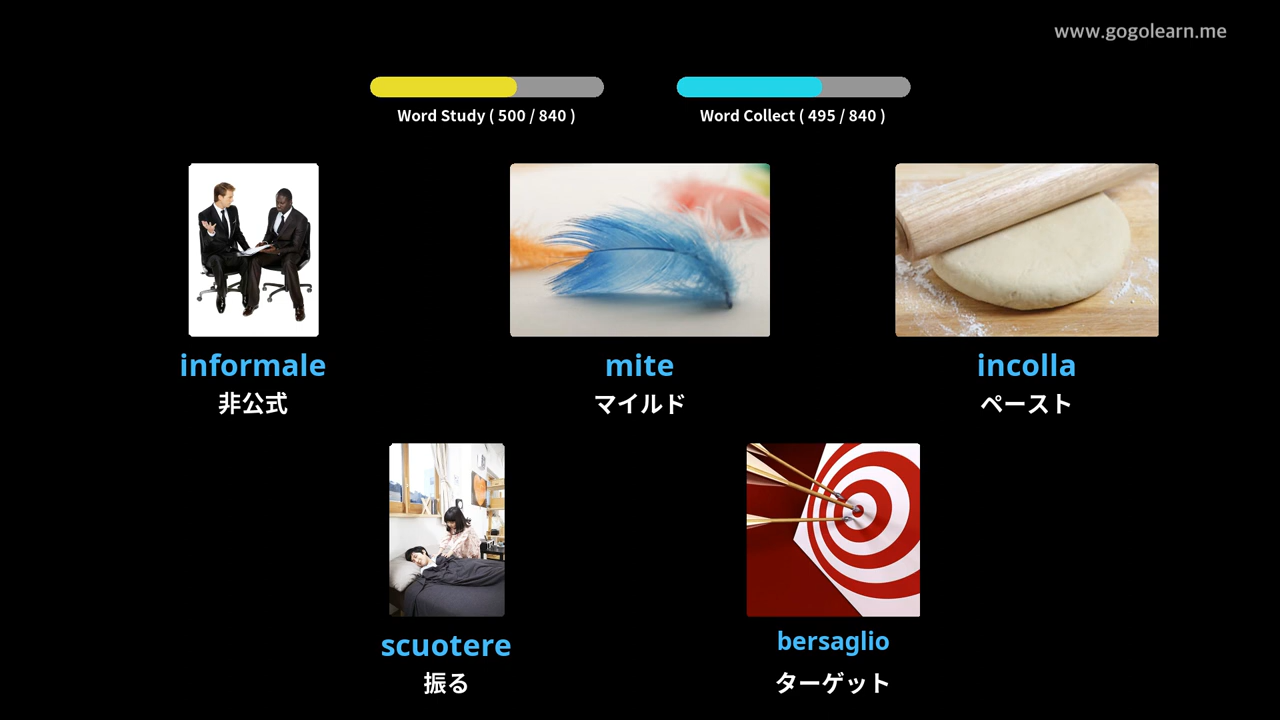 www.gogolearn.me
Word Study ( 500 / 840 )
Word Collect ( 495 / 840 )
informale
非公式
mite
マイルド
incolla
ペースト
scuotere
振る
bersaglio
ターゲット